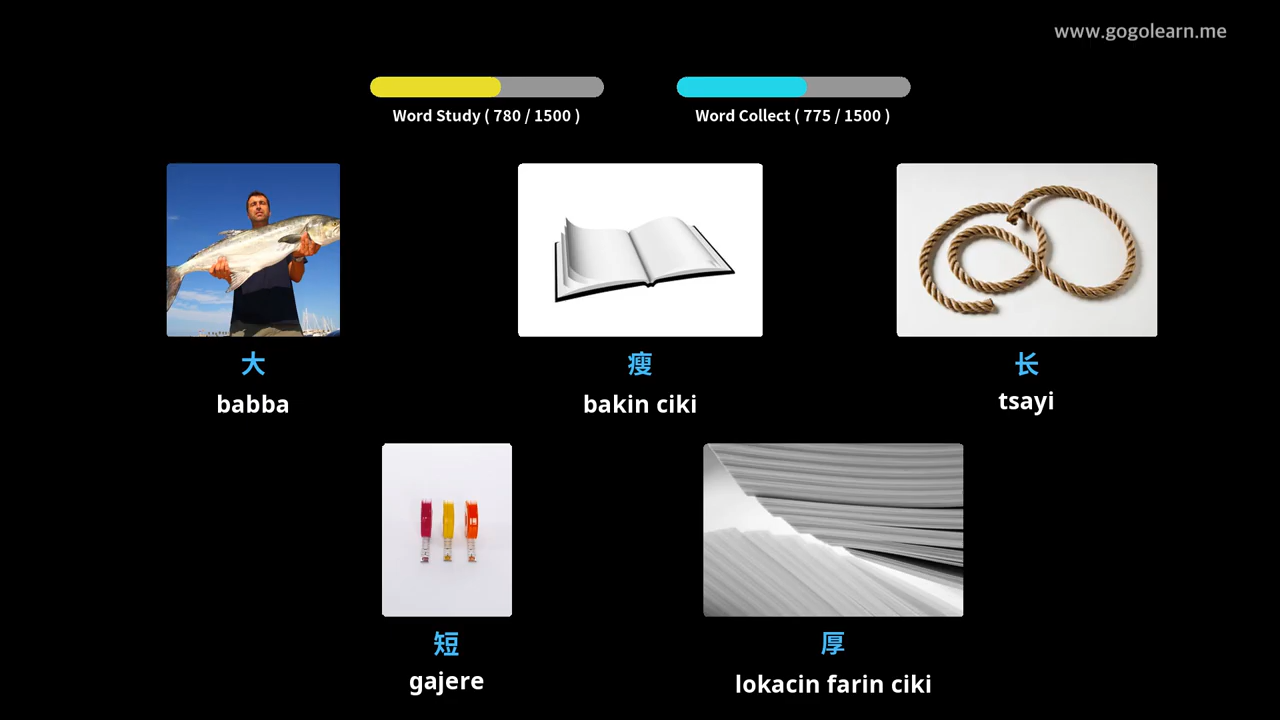 www.gogolearn.me
Word Study ( 780 / 1500 )
Word Collect ( 775 / 1500 )
大
babba
瘦
bakin ciki
长
tsayi
短
gajere
厚
lokacin farin ciki